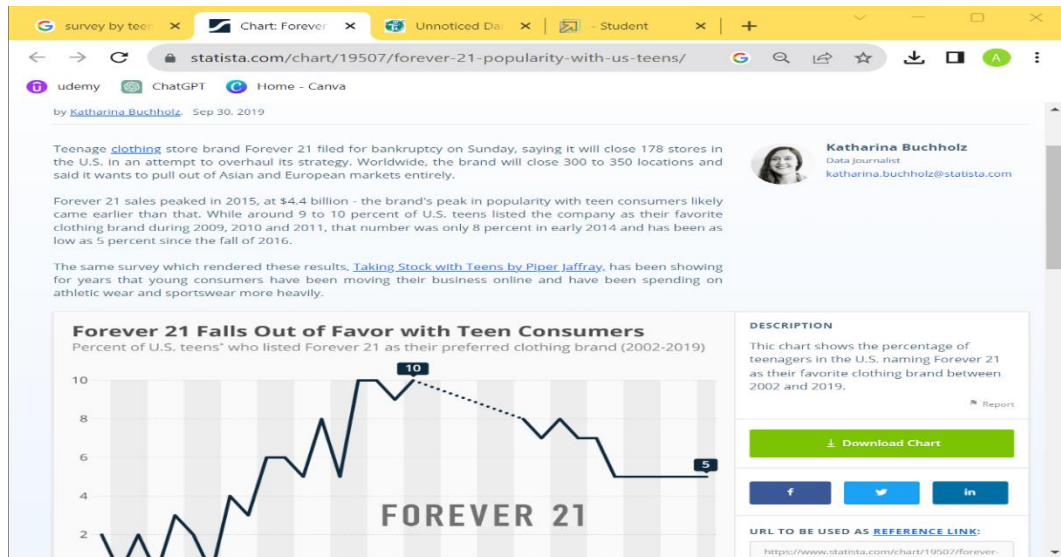 survey by teen
Chart: Forever
Unnoticed Da
- Student
statista.com/chart/19507/forever-21-popularity-with-us-teens/
A
udemy
ChatGPT
Home - Canva
by Katharina Buchholz, Sep 30, 2019
Teenage clothing store brand Forever 21 filed for bankruptcy on Sunday, saying it will close 178 stores in
the U.S. in an attempt to overhaul its strategy. Worldwide, the brand will close 300 to 350 locations and
said it wants to pull out of Asian and European markets entirely.
Forever 21 sales peaked in 2015, at $4.4 billion - the brand's peak in popularity with teen consumers likely
came earlier than that. While around 9 to 10 percent of U.S. teens listed the company as their favorite
clothing brand during 2009, 2010 and 2011, that number was only 8 percent in early 2014 and has been as
low as 5 percent since the fall of 2016.
The same survey which rendered these results, Taking Stock with Teens by Piper Jaffray, has been showing
for years that young consumers have been moving their business online and have been spending on
athletic wear and sportswear more heavily.
Katharina Buchholz
Data Journalist
katharina.buchholz@statista.com
Forever 21 Falls Out of Favor with Teen Consumers
Percent of U.S. teens* who listed Forever 21 as their preferred clothing brand (2002-2019)
10
10
8
6
5
4
2
FOREVER 21
DESCRIPTION
Thic chart shows the percentage of
teenagers in the U.S. naming Forever 21
as their favorite clothing brand between
2002 and 2019.
Report
Download Chart
f
in
URL TO BE USED AS REFERENCE LINK:
https://www.statista.com/chart/19507/forever-